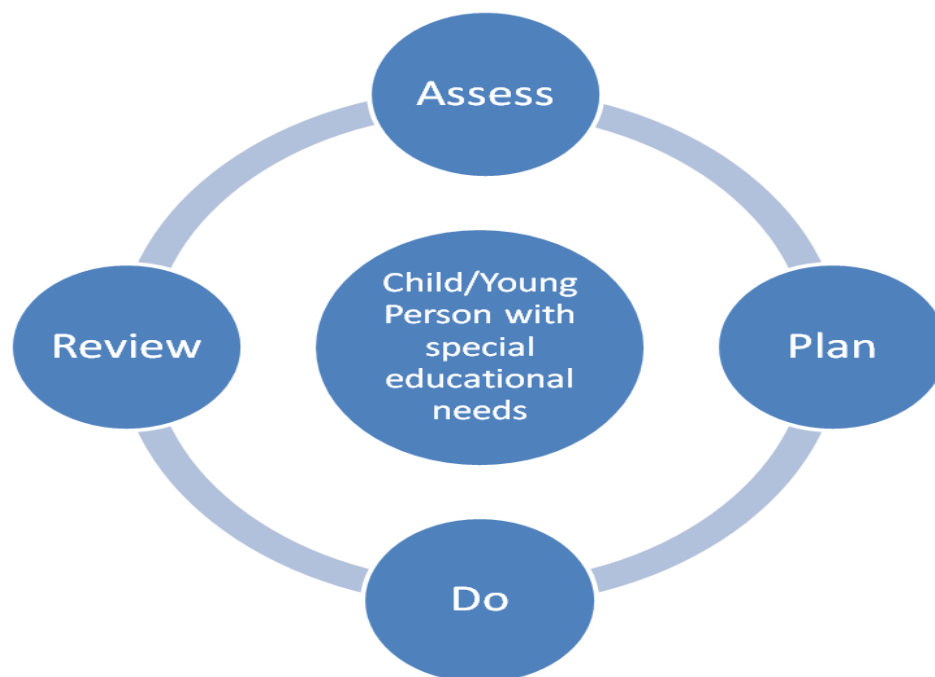 Assess
Review
Child/Young
Person with
special
educational
needs
Plan
Do